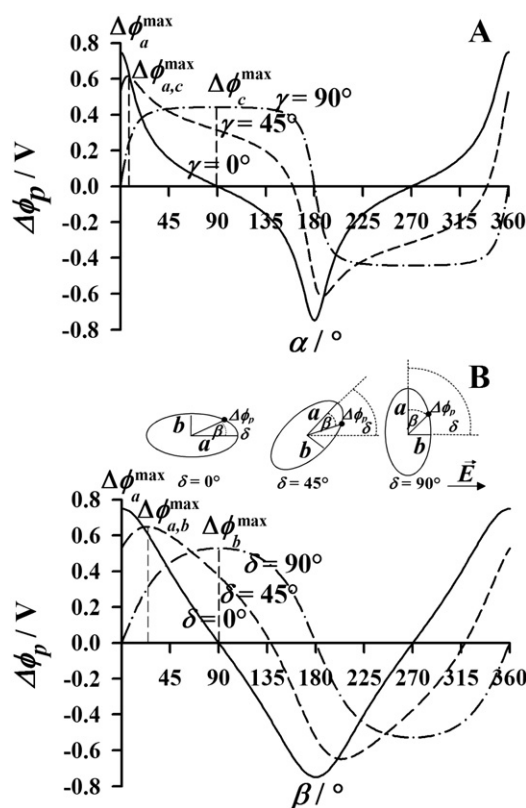 Δϕ_a^max
A
0.8
Δϕ_{a,c}^max
Δϕ_c^max
γ = 90°
0.6
γ = 45°
0.4
γ = 0°
0.2
Δϕ_p / V
0.0
45 90 135 180 225 270 315 360
-0.2
-0.4
-0.6
-0.8
α / °
B
b a β Δϕ_p δ
a β Δϕ_p δ b
a β Δϕ_p δ b
δ = 0° δ = 45° δ = 90° E⃗
Δϕ_a^max
0.8
Δϕ_{a,b}^max
Δϕ_b^max
0.6
δ = 90°
0.4
δ = 45°
0.2
δ = 0°
Δϕ_p / V
0.0
45 90 135 180 225 270 315 360
-0.2
-0.4
-0.6
-0.8
β / °